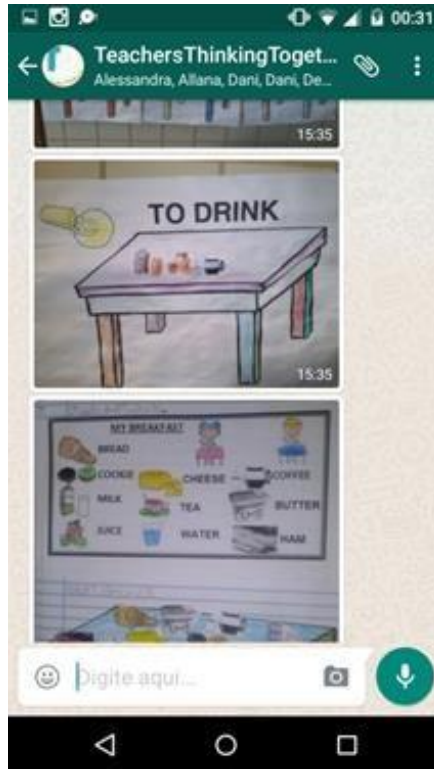 00:31
TeachersThinkingToget...
Alessandra, Allana, Dani, Dani, De...
15:35
TO DRINK
15:35
MY BREAKFAST
BREAD
COOKIE
CHEESE
COFFEE
MILK
TEA
BUTTER
JUICE
WATER
HAM
Digite aqui...